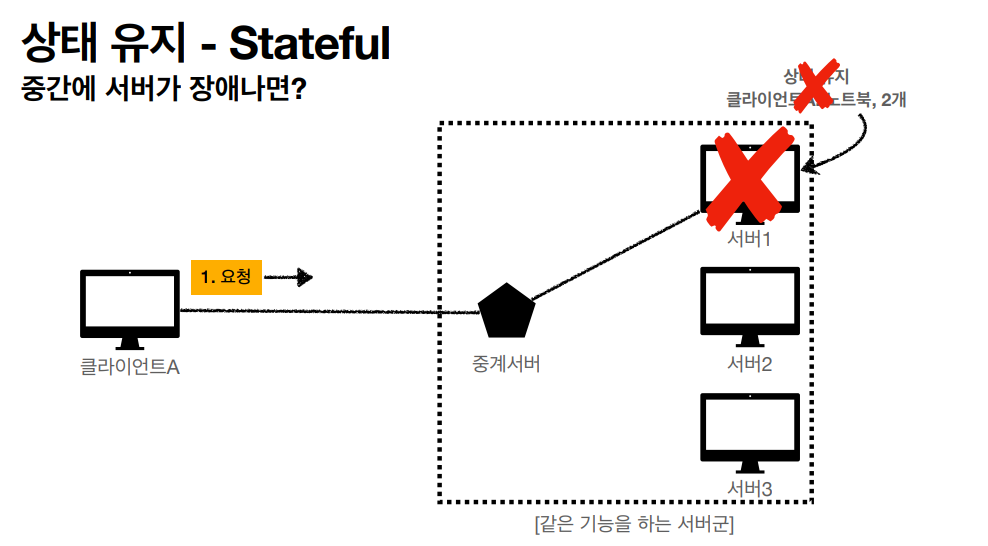 상태 유지 - Stateful
중간에 서버가 장애나면?
상태 유지
클라이언트A: 노트북, 2개
서버1
1. 요청
클라이언트A
중계서버
서버2
서버3
[같은 기능을 하는 서버군]